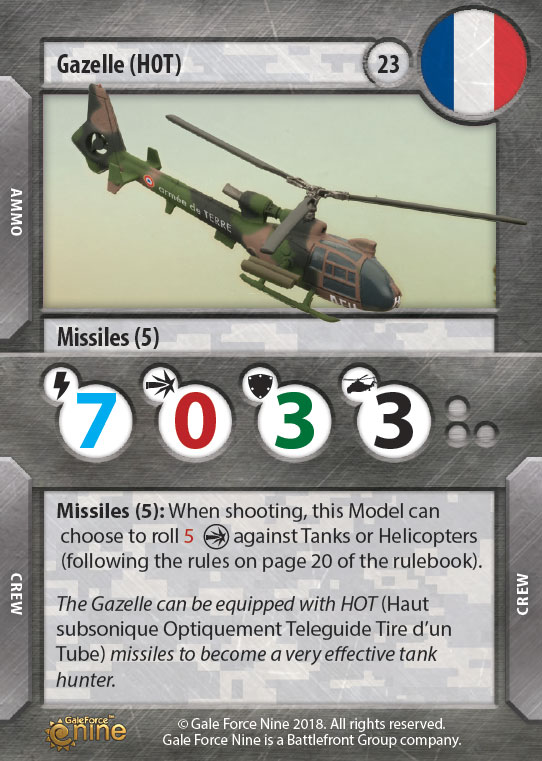 Gazelle (HOT)
23
AMMO
armée de TERRE
Missiles (5)
7
0
3
3
Missiles (5): When shooting, this Model can
choose to roll 5 against Tanks or Helicopters
(following the rules on page 20 of the rulebook).
The Gazelle can be equipped with HOT (Haut
subsonique Optiquement Teleguide Tire d'un
Tube) missiles to become a very effective tank
hunter.
CREW
CREW
GaleForce™
nine
© Gale Force Nine 2018. All rights reserved.
Gale Force Nine is a Battlefront Group company.